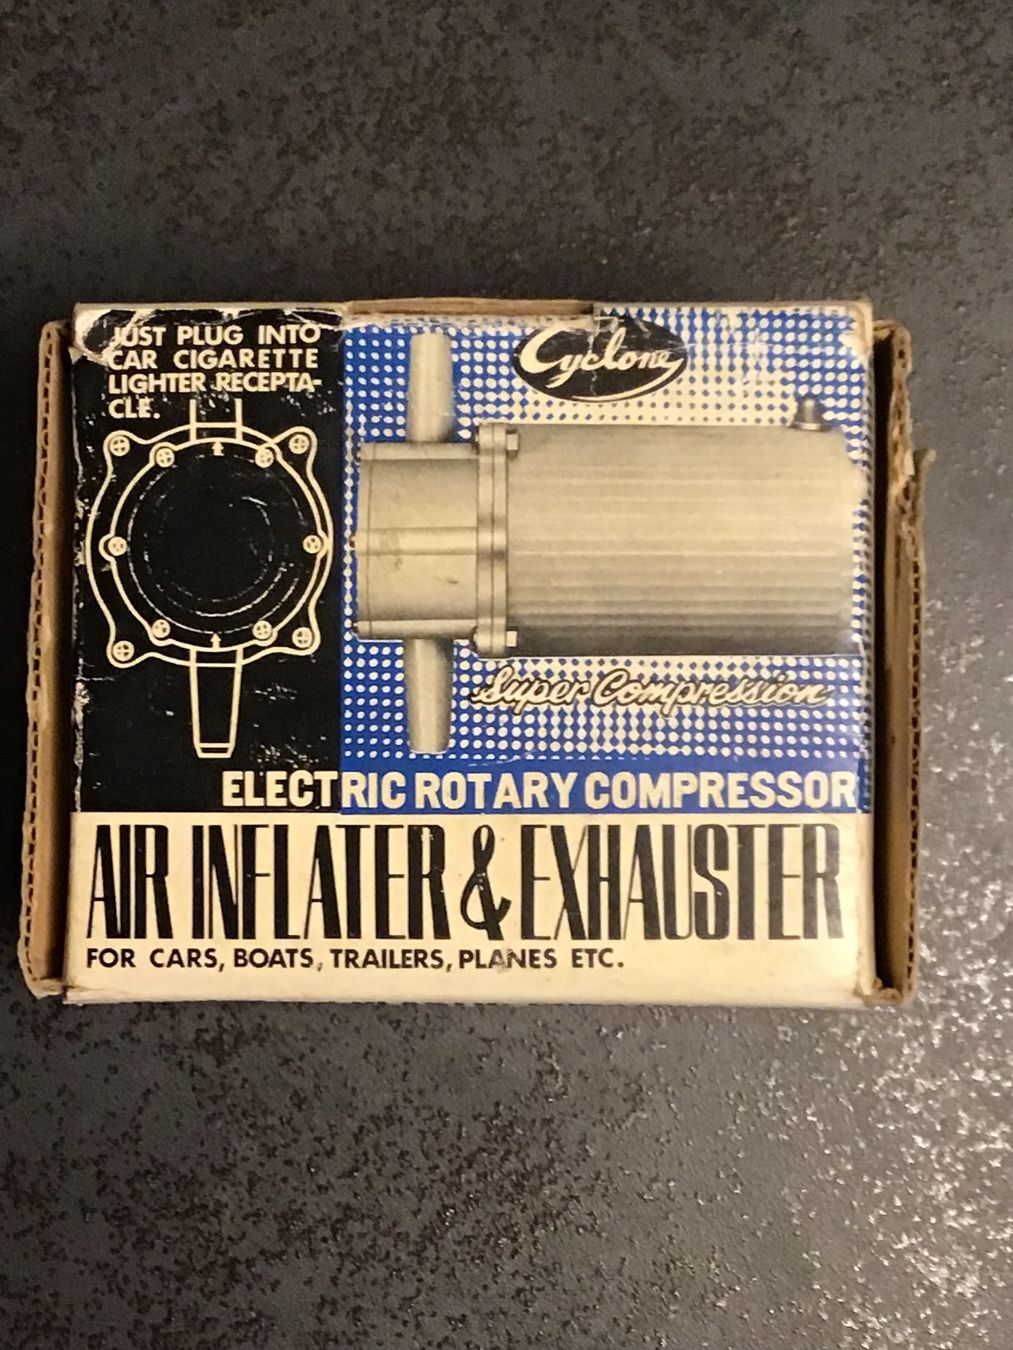 JUST PLUG INTO
CAR CIGARETTE
LIGHTER RECEPTA-
CLE.
Cyclone
Super Compression
ELECTRIC ROTARY COMPRESSOR
AIR INFLATER & EXHAUSTER
FOR CARS, BOATS, TRAILERS, PLANES ETC.